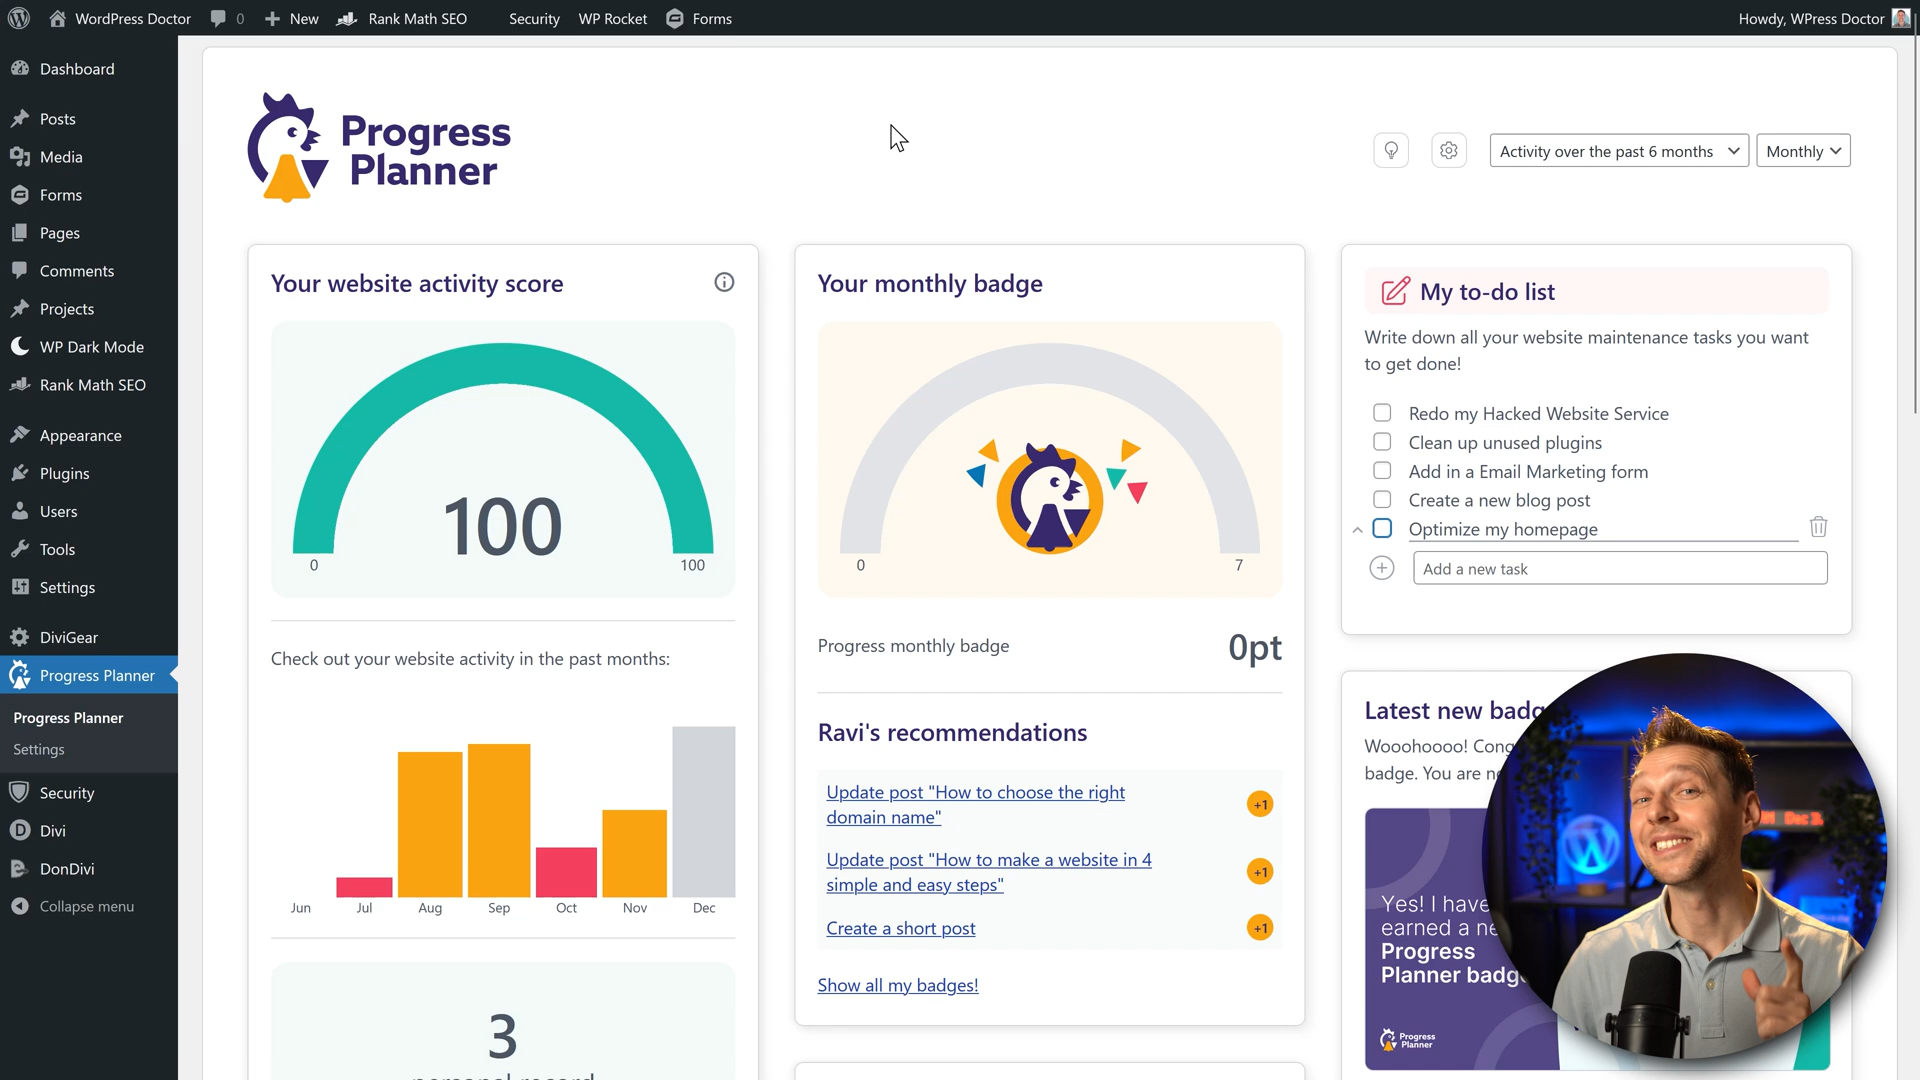 WordPress Doctor
0
New
Rank Math SEO
Security
WP Rocket
Forms
Howdy, WPress Doctor
Dashboard
Posts
Media
Forms
Pages
Comments
Projects
WP Dark Mode
Rank Math SEO
Appearance
Plugins
Users
Tools
Settings
DiviGear
Progress Planner
Progress Planner
Settings
Security
Divi
DonDivi
Collapse menu
Progress
Planner
Activity over the past 6 months
Monthly
Your website activity score
100
0
100
Check out your website activity in the past months:
Jun
Jul
Aug
Sep
Oct
Nov
Dec
3
personal record
Your monthly badge
0
7
Progress monthly badge
0pt
Ravi's recommendations
Update post "How to choose the right
domain name"
+1
Update post "How to make a website in 4
simple and easy steps"
+1
Create a short post
+1
Show all my badges!
My to-do list
Write down all your website maintenance tasks you want
to get done!
Redo my Hacked Website Service
Clean up unused plugins
Add in a Email Marketing form
Create a new blog post
Optimize my homepage
Add a new task
Latest new badg
Wooohoooo! Cong
badge. You are n
Yes! I have
earned a ne
Progress
Planner badg
Progress
Planner